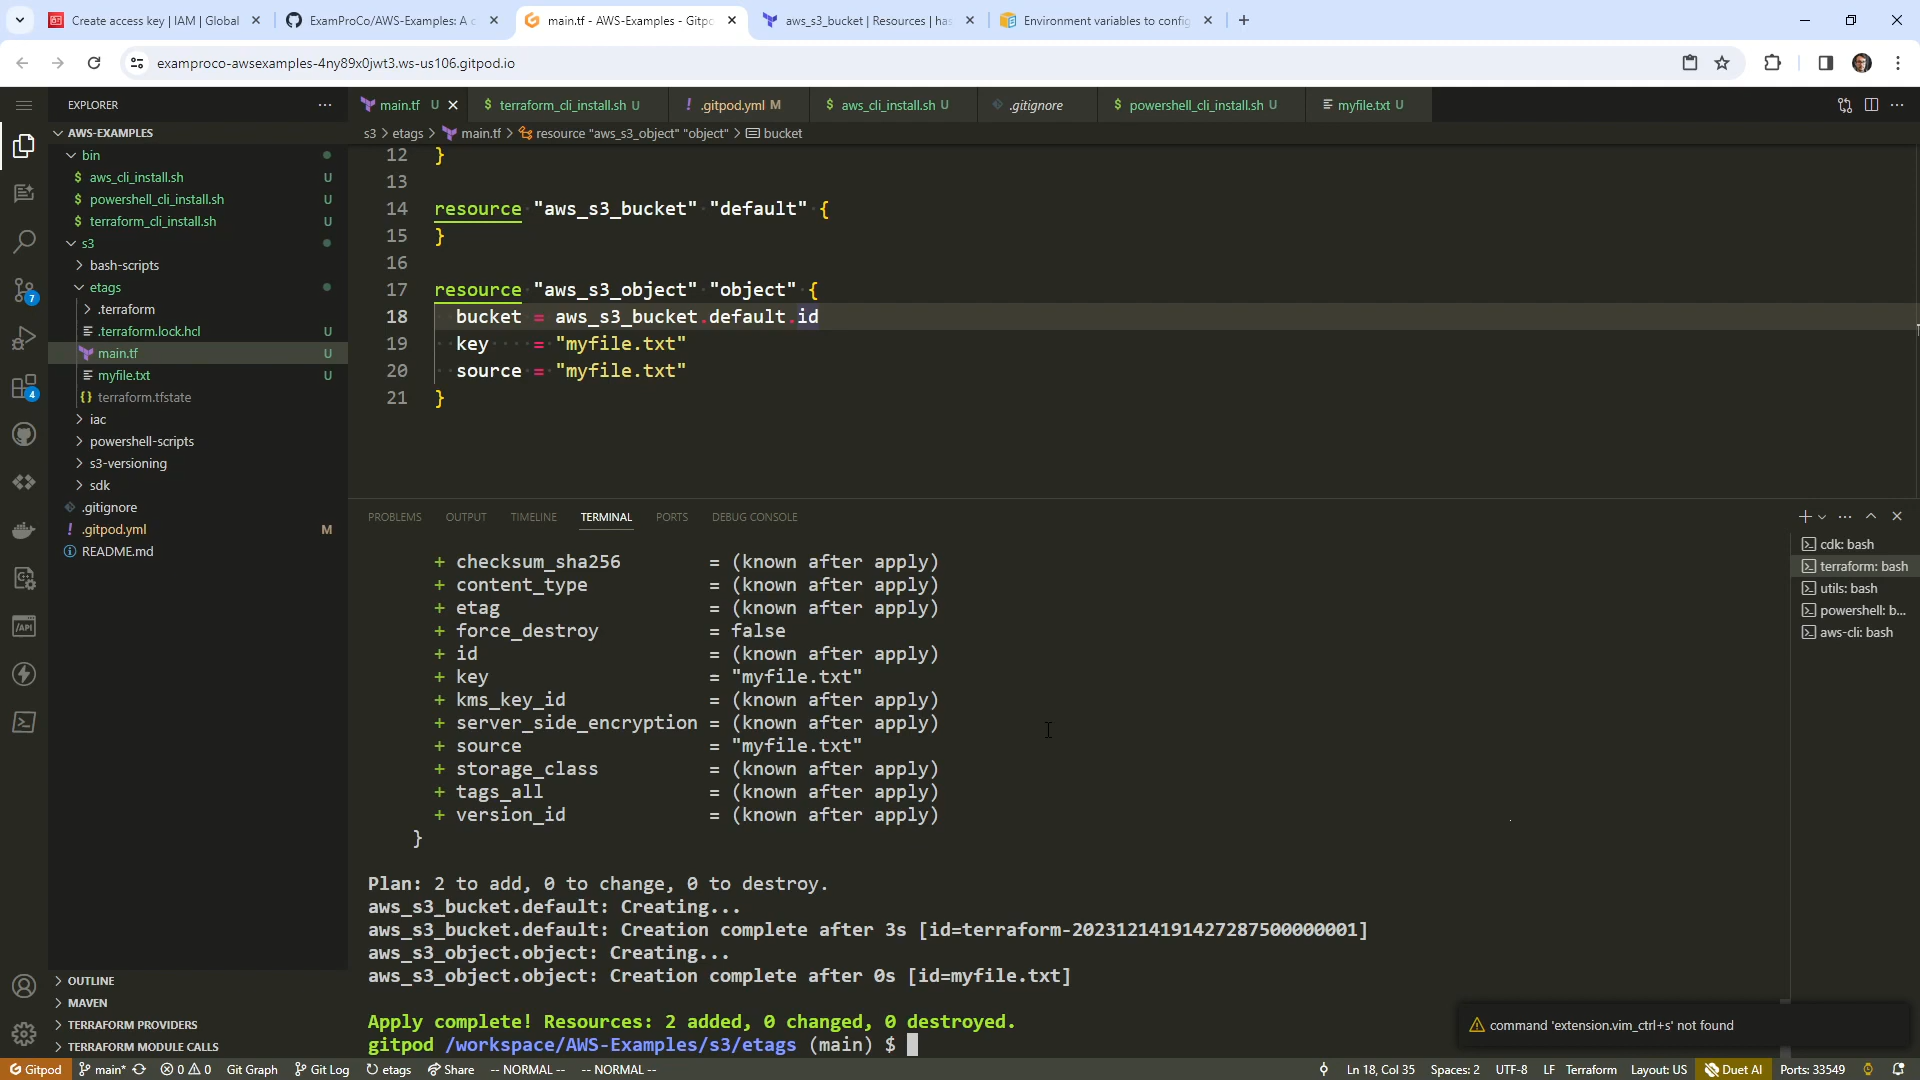 Create access key | IAM | Global
ExamProCo/AWS-Examples: A c
main.tf - AWS-Examples - Gitpo
aws_s3_bucket | Resources | has
Environment variables to config
examproco-awsexamples-4ny89x0jwt3.ws-us106.gitpod.io
EXPLORER
main.tf U
$ terraform_cli_install.sh U
! .gitpod.yml M
$ aws_cli_install.sh U
.gitignore
$ powershell_cli_install.sh U
myfile.txt U
s3 > etags > main.tf > resource "aws_s3_object" "object" > bucket
AWS-EXAMPLES
bin
$ aws_cli_install.sh U
$ powershell_cli_install.sh U
$ terraform_cli_install.sh U
s3
bash-scripts
etags
.terraform
.terraform.lock.hcl U
main.tf U
myfile.txt U
{} terraform.tfstate
iac
powershell-scripts
s3-versioning
sdk
.gitignore
! .gitpod.yml M
README.md
OUTLINE
MAVEN
TERRAFORM PROVIDERS
TERRAFORM MODULE CALLS
7
4
API
12 }
13
14 resource "aws_s3_bucket" "default" {
15 }
16
17 resource "aws_s3_object" "object" {
18 bucket = aws_s3_bucket.default.id
19 key = "myfile.txt"
20 source = "myfile.txt"
21 }
PROBLEMS OUTPUT TIMELINE TERMINAL PORTS DEBUG CONSOLE
+ checksum_sha256 = (known after apply)
+ content_type = (known after apply)
+ etag = (known after apply)
+ force_destroy = false
+ id = (known after apply)
+ key = "myfile.txt"
+ kms_key_id = (known after apply)
+ server_side_encryption = (known after apply)
+ source = "myfile.txt"
+ storage_class = (known after apply)
+ tags_all = (known after apply)
+ version_id = (known after apply)
}
Plan: 2 to add, 0 to change, 0 to destroy.
aws_s3_bucket.default: Creating...
aws_s3_bucket.default: Creation complete after 3s [id=terraform-20231214191427287500000001]
aws_s3_object.object: Creating...
aws_s3_object.object: Creation complete after 0s [id=myfile.txt]
Apply complete! Resources: 2 added, 0 changed, 0 destroyed.
gitpod /workspace/AWS-Examples/s3/etags (main) $
cdk: bash
terraform: bash
utils: bash
powershell: b...
aws-cli: bash
command 'extension.vim_ctrl+s' not found
Gitpod main* 0 0 Git Graph Git Log etags Share -- NORMAL -- -- NORMAL -- Ln 18, Col 35 Spaces: 2 UTF-8 LF Terraform Layout: US Duet AI Ports: 33549